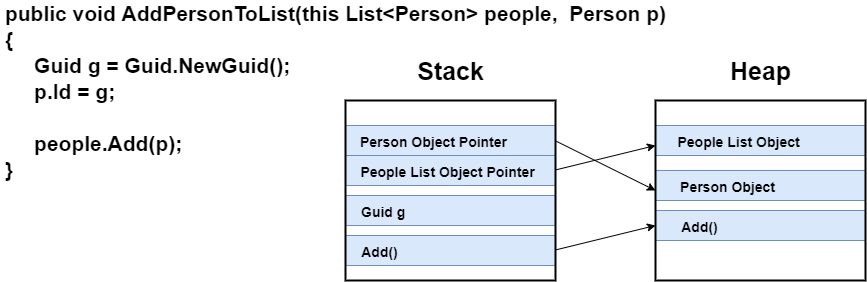 public void AddPersonToList(this List<Person> people,  Person p)
{
Guid g = Guid.NewGuid();
p.Id = g;
people.Add(p);
}
Stack
Person Object Pointer
People List Object Pointer
Guid g
Add()
Heap
People List Object
Person Object
Add()